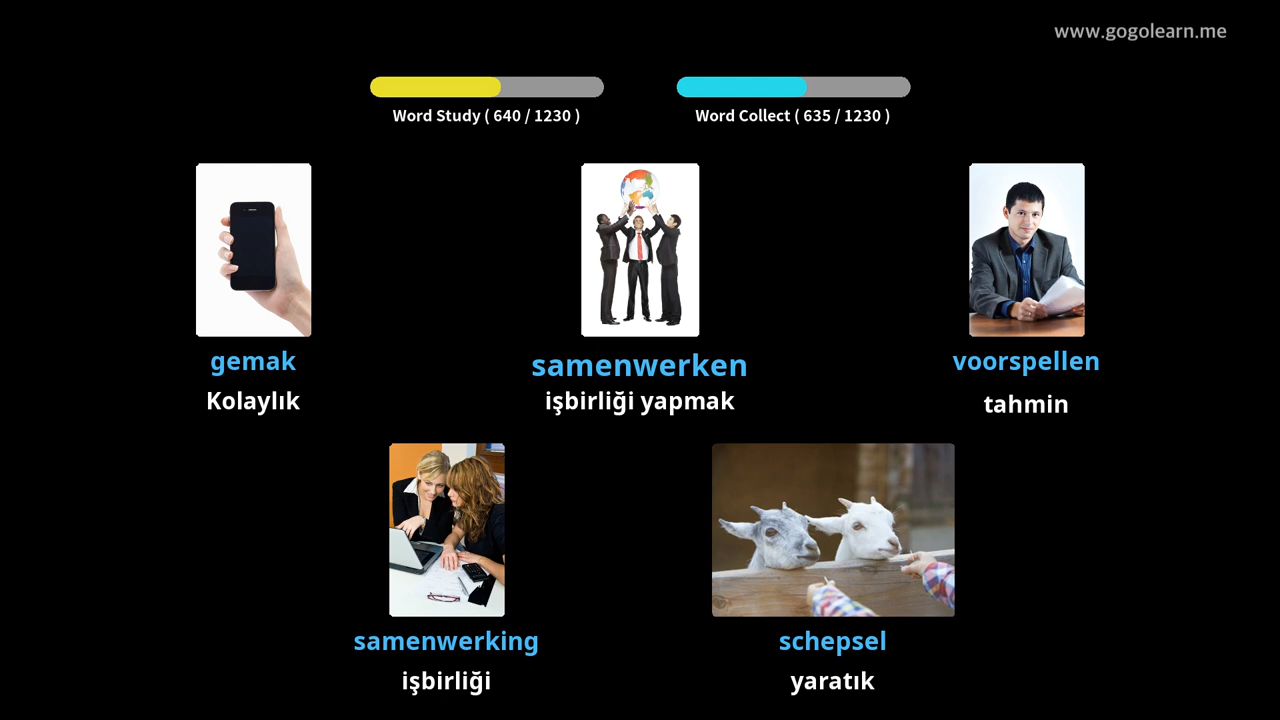 www.gogolearn.me
Word Study ( 640 / 1230 )
Word Collect ( 635 / 1230 )
gemak
Kolaylık
samenwerken
işbirliği yapmak
voorspellen
tahmin
samenwerking
işbirliği
schepsel
yaratık